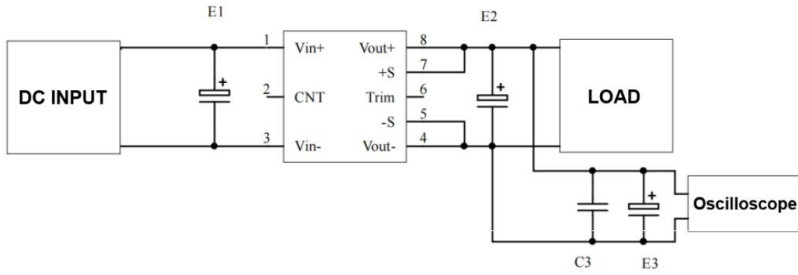 E1
E2
DC INPUT
1 Vin+ Vout+ 8
+S 7
2 CNT Trim 6
-S 5
3 Vin- Vout- 4
LOAD
Oscilloscope
C3 E3